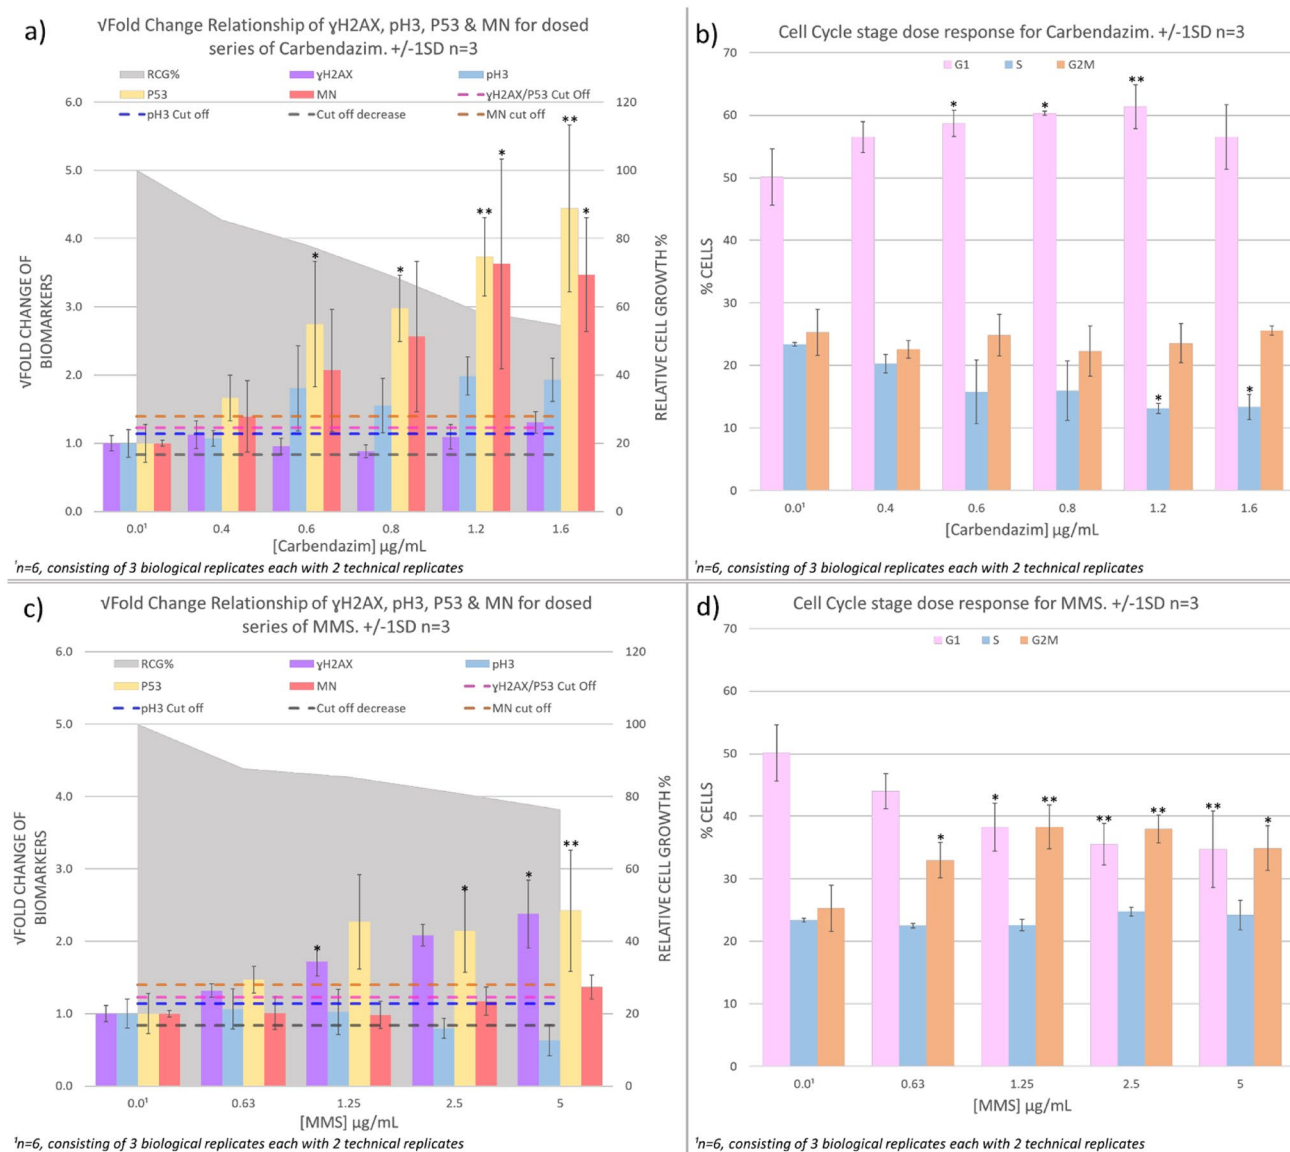 a)
√Fold Change Relationship of ɣH2AX, pH3, P53 & MN for dosed
series of Carbendazim. +/-1SD n=3
RCG% ɣH2AX pH3
P53 MN ɣH2AX/P53 Cut Off
pH3 Cut off Cut off decrease MN cut off
6.0 120
5.0 100
4.0 80
3.0 60
2.0 40
1.0 20
0.0 0
√FOLD CHANGE OF
BIOMARKERS
RELATIVE CELL GROWTH %
* * ** * ** *
0.0¹ 0.4 0.6 0.8 1.2 1.6
[Carbendazim] µg/mL
¹n=6, consisting of 3 biological replicates each with 2 technical replicates
b)
Cell Cycle stage dose response for Carbendazim. +/-1SD n=3
G1 S G2M
70
60
50
40
30
20
10
0
% CELLS
* * ** * *
0.0¹ 0.4 0.6 0.8 1.2 1.6
[Carbendazim] µg/mL
¹n=6, consisting of 3 biological replicates each with 2 technical replicates
c)
√Fold Change Relationship of ɣH2AX, pH3, P53 & MN for dosed
series of MMS. +/-1SD n=3
RCG% ɣH2AX pH3
P53 MN ɣH2AX/P53 Cut Off
pH3 Cut off Cut off decrease MN cut off
6.0 120
5.0 100
4.0 80
3.0 60
2.0 40
1.0 20
0.0 0
√FOLD CHANGE OF
BIOMARKERS
RELATIVE CELL GROWTH %
* * * **
0.0¹ 0.63 1.25 2.5 5
[MMS] µg/mL
¹n=6, consisting of 3 biological replicates each with 2 technical replicates
d)
Cell Cycle stage dose response for MMS. +/-1SD n=3
G1 S G2M
70
60
50
40
30
20
10
0
% CELLS
* * ** ** ** ** *
0.0¹ 0.63 1.25 2.5 5
[MMS] µg/mL
¹n=6, consisting of 3 biological replicates each with 2 technical replicates